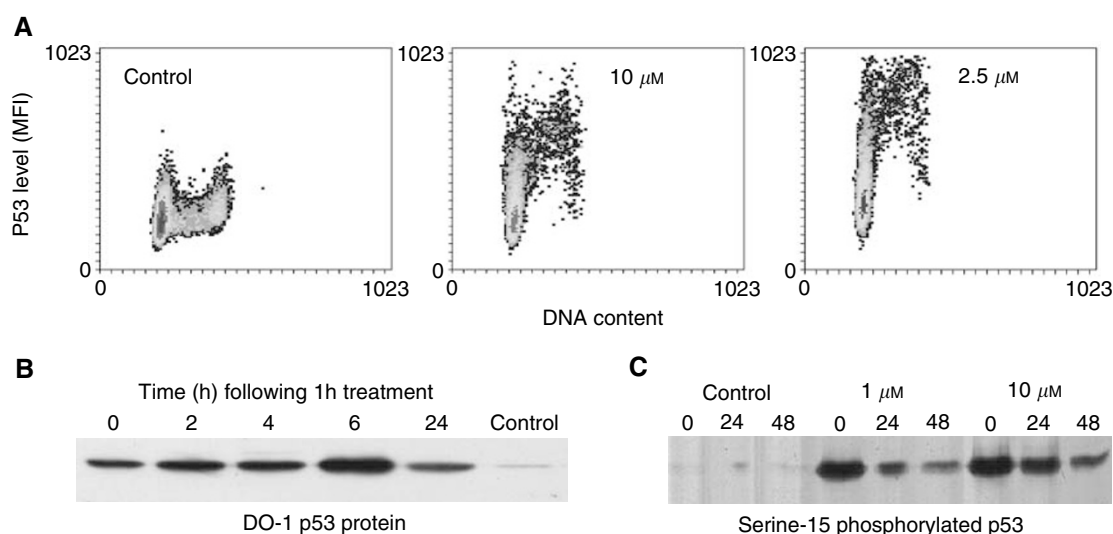 A
1023 1023 1023
Control 10 μM 2.5 μM
P53 level (MFI)
0 0 0
0 1023 0 1023 0 1023
DNA content
B
Time (h) following 1h treatment
0 2 4 6 24 Control
DO-1 p53 protein
C
Control 1 μM 10 μM
0 24 48 0 24 48 0 24 48
Serine-15 phosphorylated p53